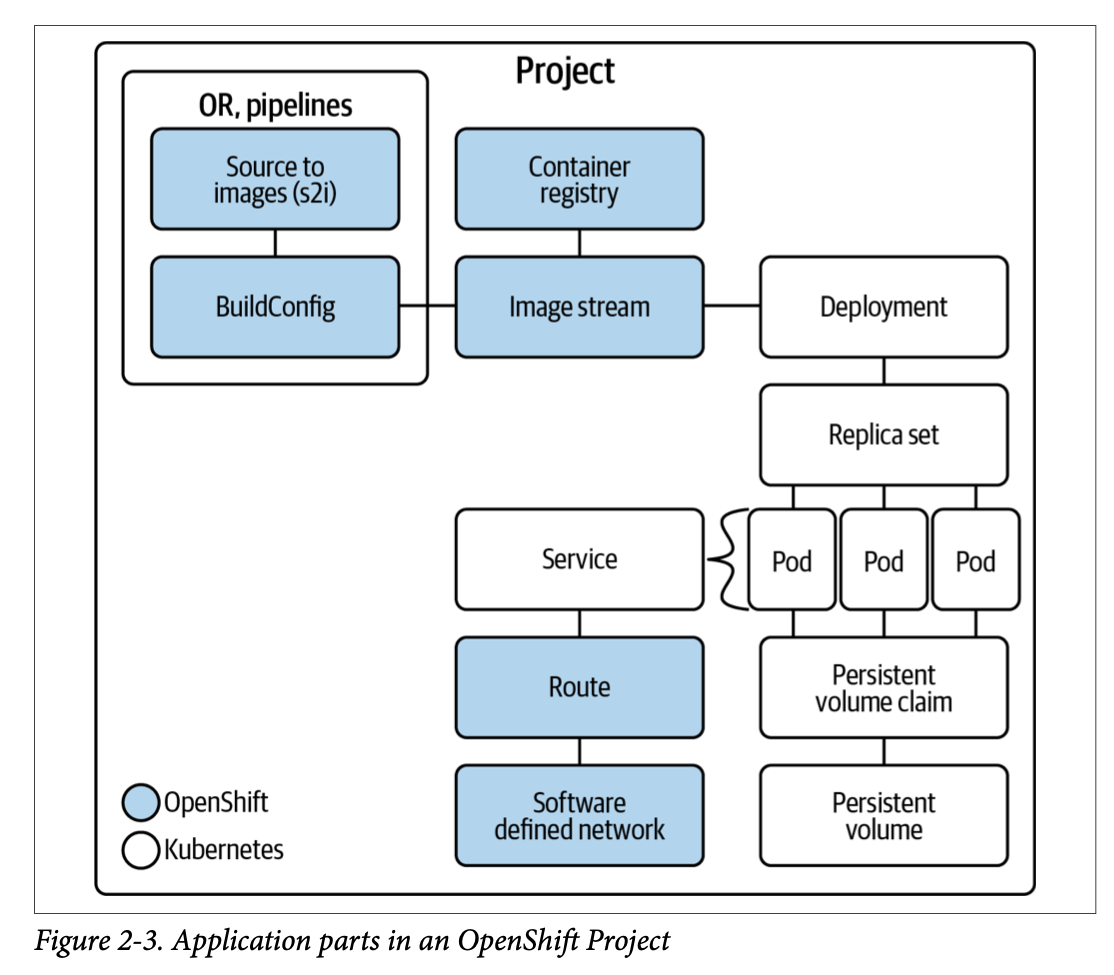 Project
OR, pipelines
Source to
images (s2i)
Container
registry
BuildConfig
Image stream
Deployment
Replica set
Service
Pod
Pod
Pod
Route
Persistent
volume claim
Software
defined network
Persistent
volume
OpenShift
Kubernetes
Figure 2-3. Application parts in an OpenShift Project